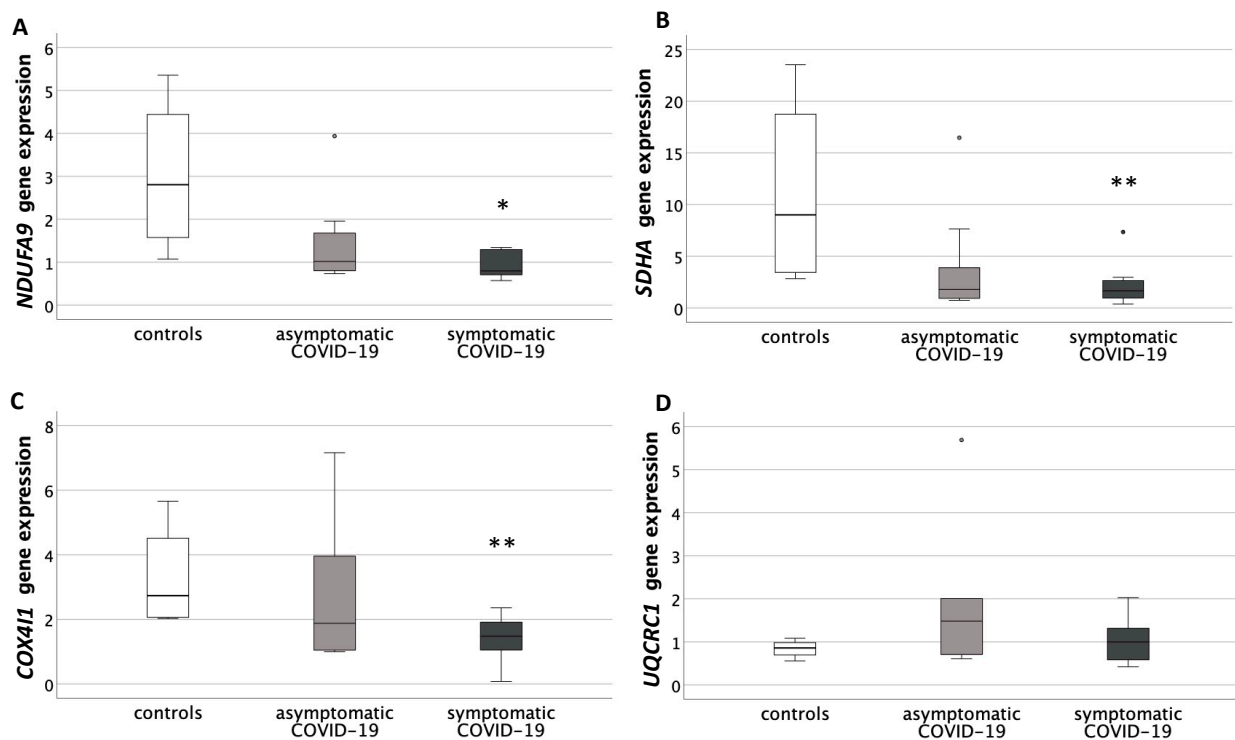 A
NDUFA9 gene expression
6
5
4
3
2
1
0
*
controls
asymptomatic
COVID-19
symptomatic
COVID-19
B
SDHA gene expression
25
20
15
10
5
0
**
controls
asymptomatic
COVID-19
symptomatic
COVID-19
C
COX4I1 gene expression
8
6
4
2
0
**
controls
asymptomatic
COVID-19
symptomatic
COVID-19
D
UQCRC1 gene expression
6
5
4
3
2
1
0
controls
asymptomatic
COVID-19
symptomatic
COVID-19